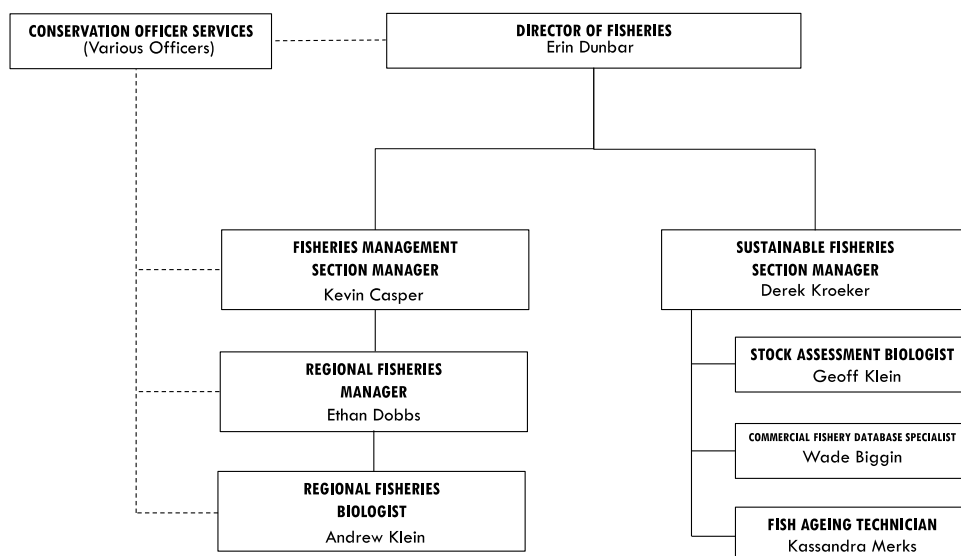 CONSERVATION OFFICER SERVICES
(Various Officers)
DIRECTOR OF FISHERIES
Erin Dunbar
FISHERIES MANAGEMENT
SECTION MANAGER
Kevin Casper
SUSTAINABLE FISHERIES
SECTION MANAGER
Derek Kroeker
REGIONAL FISHERIES
MANAGER
Ethan Dobbs
STOCK ASSESSMENT BIOLOGIST
Geoff Klein
COMMERCIAL FISHERY DATABASE SPECIALIST
Wade Biggin
REGIONAL FISHERIES
BIOLOGIST
Andrew Klein
FISH AGEING TECHNICIAN
Kassandra Merks